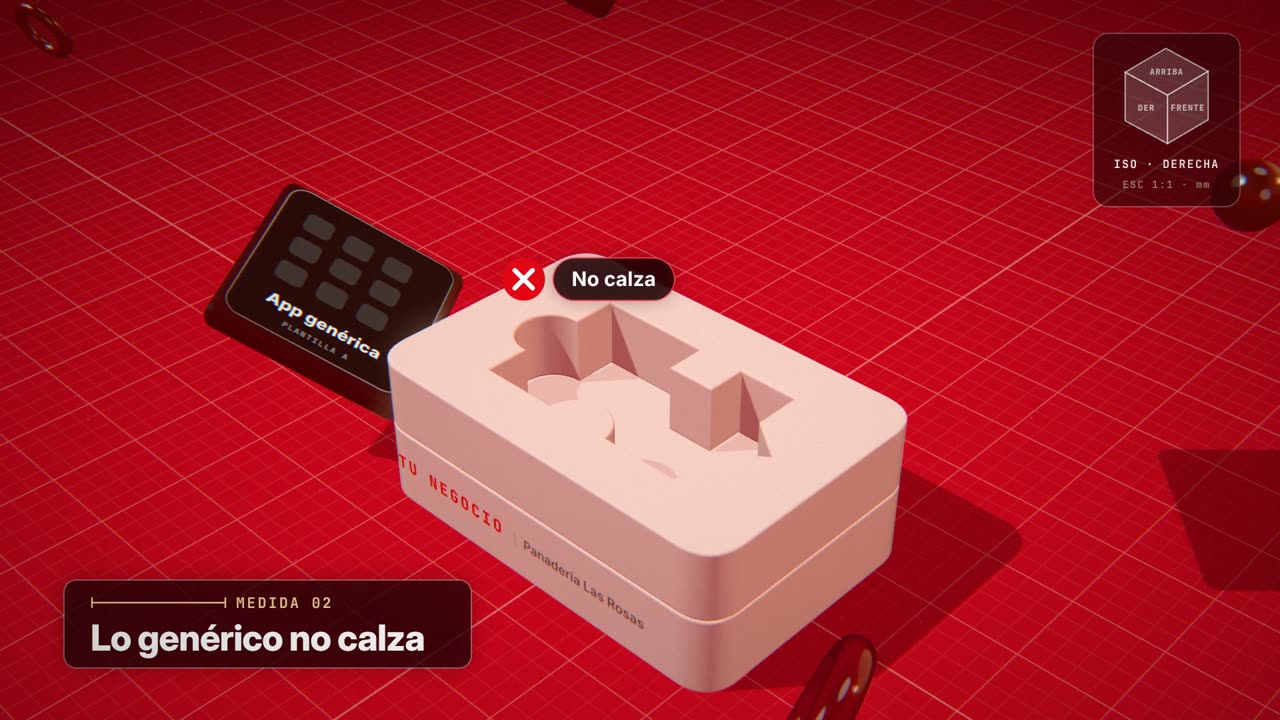 ARRIBA
DER
FRENTE
ISO · DERECHA
ESC 1:1 · mm
App genérica
PLANTILLA A
No calza
TU NEGOCIO
Panadería Las Rosas
MEDIDA 02
Lo genérico no calza